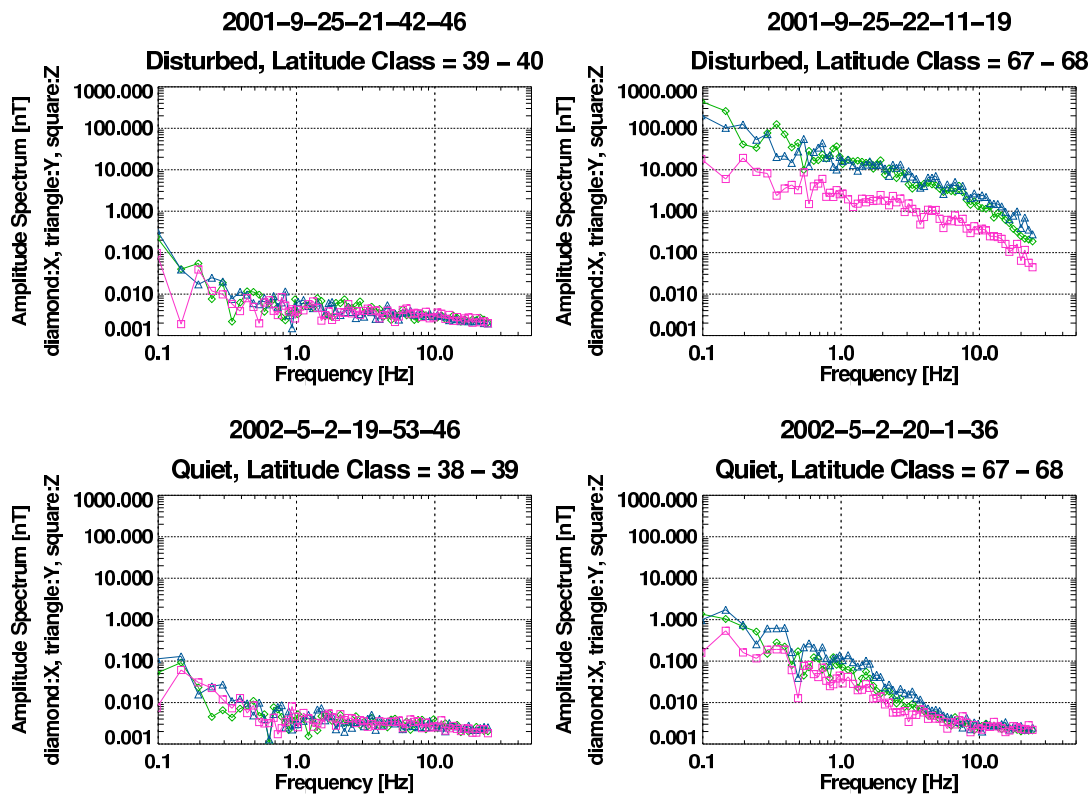 2001–9–25–21–42–46
Disturbed, Latitude Class = 39 – 40
Amplitude Spectrum [nT]
diamond:X, triangle:Y, square:Z
1000.000
100.000
10.000
1.000
0.100
0.010
0.001
0.1
1.0
10.0
Frequency [Hz]
2001–9–25–22–11–19
Disturbed, Latitude Class = 67 – 68
Amplitude Spectrum [nT]
diamond:X, triangle:Y, square:Z
1000.000
100.000
10.000
1.000
0.100
0.010
0.001
0.1
1.0
10.0
Frequency [Hz]
2002–5–2–19–53–46
Quiet, Latitude Class = 38 – 39
Amplitude Spectrum [nT]
diamond:X, triangle:Y, square:Z
1000.000
100.000
10.000
1.000
0.100
0.010
0.001
0.1
1.0
10.0
Frequency [Hz]
2002–5–2–20–1–36
Quiet, Latitude Class = 67 – 68
Amplitude Spectrum [nT]
diamond:X, triangle:Y, square:Z
1000.000
100.000
10.000
1.000
0.100
0.010
0.001
0.1
1.0
10.0
Frequency [Hz]